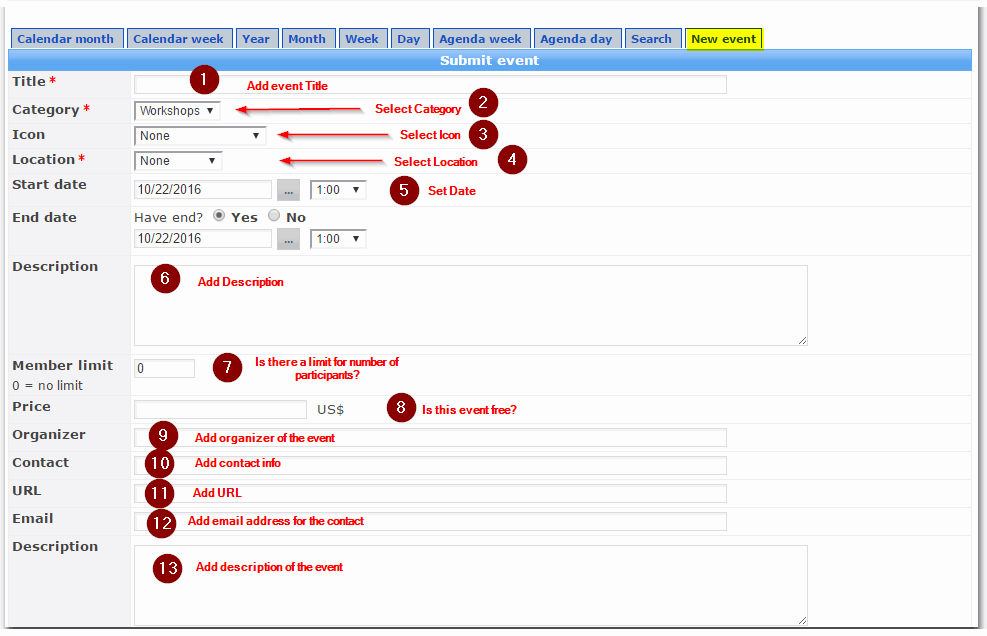 Calendar month Calendar week Year Month Week Day Agenda week Agenda day Search New event
Submit event
Title * 1 Add event Title
Category * Workshops Select Category 2
Icon None Select Icon 3
Location * None Select Location 4
Start date 10/22/2016 ... 1:00 5 Set Date
End date Have end? Yes No
10/22/2016 ... 1:00
Description 6 Add Description
Member limit 0 7 Is there a limit for number of
0 = no limit participants?
Price US$ 8 Is this event free?
Organizer 9 Add organizer of the event
Contact 10 Add contact info
URL 11 Add URL
Email 12 Add email address for the contact
Description 13 Add description of the event